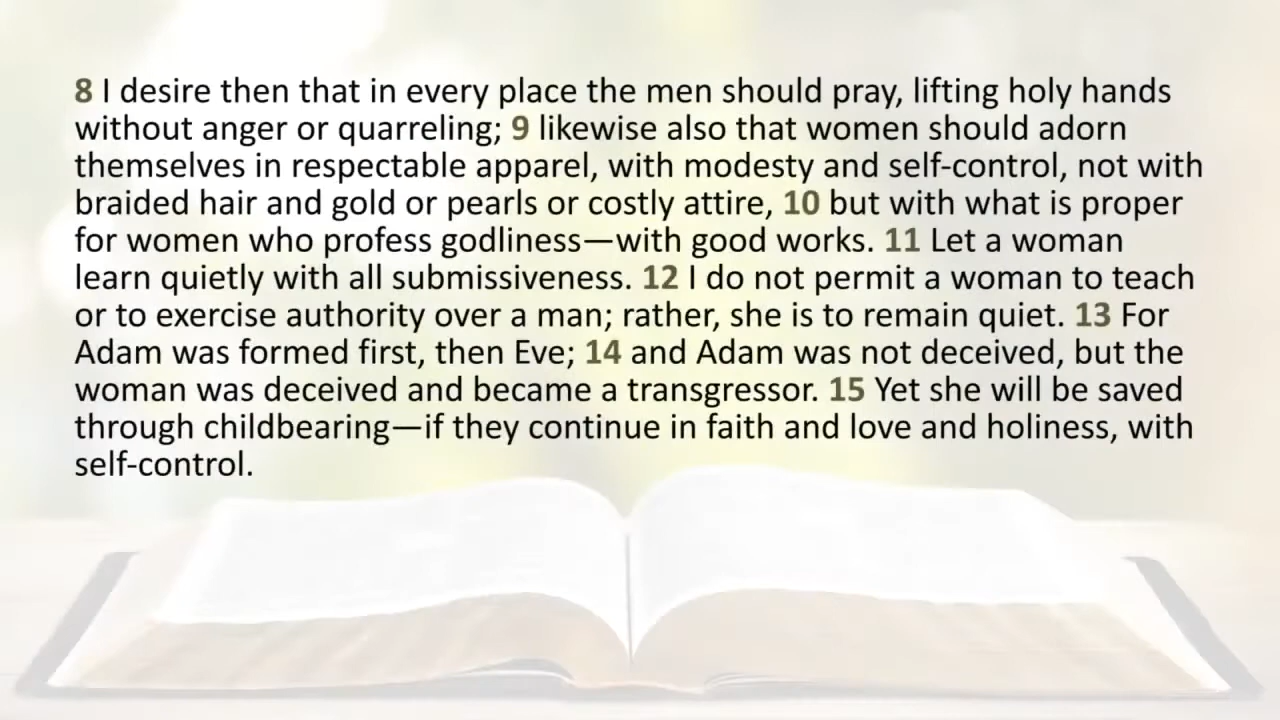 8 I desire then that in every place the men should pray, lifting holy hands
without anger or quarreling; 9 likewise also that women should adorn
themselves in respectable apparel, with modesty and self-control, not with
braided hair and gold or pearls or costly attire, 10 but with what is proper
for women who profess godliness—with good works. 11 Let a woman
learn quietly with all submissiveness. 12 I do not permit a woman to teach
or to exercise authority over a man; rather, she is to remain quiet. 13 For
Adam was formed first, then Eve; 14 and Adam was not deceived, but the
woman was deceived and became a transgressor. 15 Yet she will be saved
through childbearing—if they continue in faith and love and holiness, with
self-control.